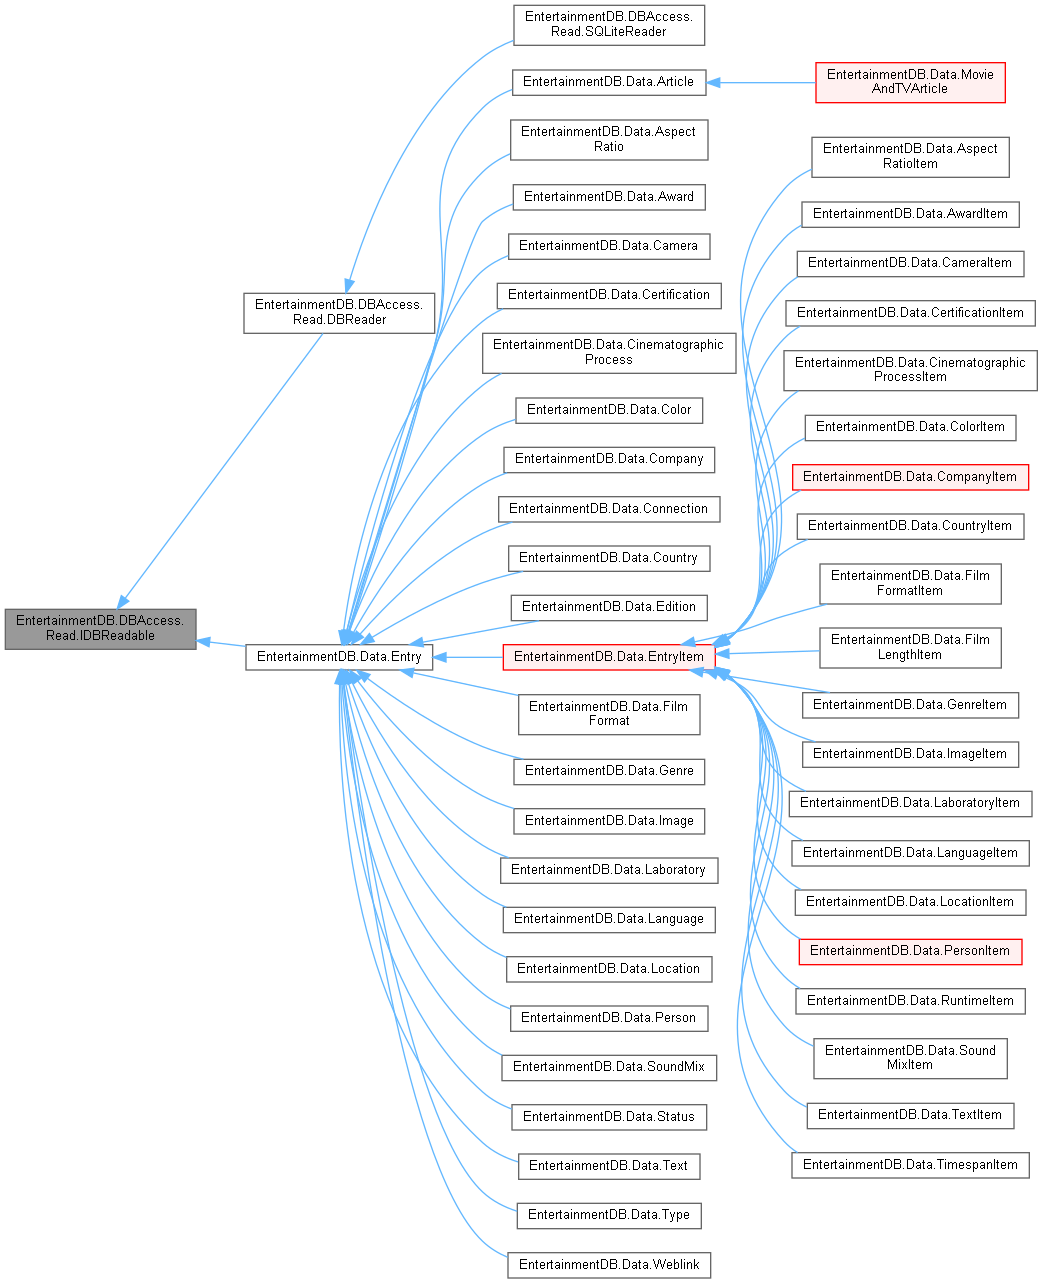 EntertainmentDB.DBAccess.
Read.IDBReadable
EntertainmentDB.DBAccess.
Read.DBReader
EntertainmentDB.Data.Entry
EntertainmentDB.DBAccess.
Read.SQLiteReader
EntertainmentDB.Data.Article
EntertainmentDB.Data.Aspect
Ratio
EntertainmentDB.Data.Award
EntertainmentDB.Data.Camera
EntertainmentDB.Data.Certification
EntertainmentDB.Data.Cinematographic
Process
EntertainmentDB.Data.Color
EntertainmentDB.Data.Company
EntertainmentDB.Data.Connection
EntertainmentDB.Data.Country
EntertainmentDB.Data.Edition
EntertainmentDB.Data.EntryItem
EntertainmentDB.Data.Film
Format
EntertainmentDB.Data.Genre
EntertainmentDB.Data.Image
EntertainmentDB.Data.Laboratory
EntertainmentDB.Data.Language
EntertainmentDB.Data.Location
EntertainmentDB.Data.Person
EntertainmentDB.Data.SoundMix
EntertainmentDB.Data.Status
EntertainmentDB.Data.Text
EntertainmentDB.Data.Type
EntertainmentDB.Data.Weblink
EntertainmentDB.Data.Movie
AndTVArticle
EntertainmentDB.Data.Aspect
RatioItem
EntertainmentDB.Data.AwardItem
EntertainmentDB.Data.CameraItem
EntertainmentDB.Data.CertificationItem
EntertainmentDB.Data.Cinematographic
ProcessItem
EntertainmentDB.Data.ColorItem
EntertainmentDB.Data.CompanyItem
EntertainmentDB.Data.CountryItem
EntertainmentDB.Data.Film
FormatItem
EntertainmentDB.Data.Film
LengthItem
EntertainmentDB.Data.GenreItem
EntertainmentDB.Data.ImageItem
EntertainmentDB.Data.LaboratoryItem
EntertainmentDB.Data.LanguageItem
EntertainmentDB.Data.LocationItem
EntertainmentDB.Data.PersonItem
EntertainmentDB.Data.RuntimeItem
EntertainmentDB.Data.Sound
MixItem
EntertainmentDB.Data.TextItem
EntertainmentDB.Data.TimespanItem